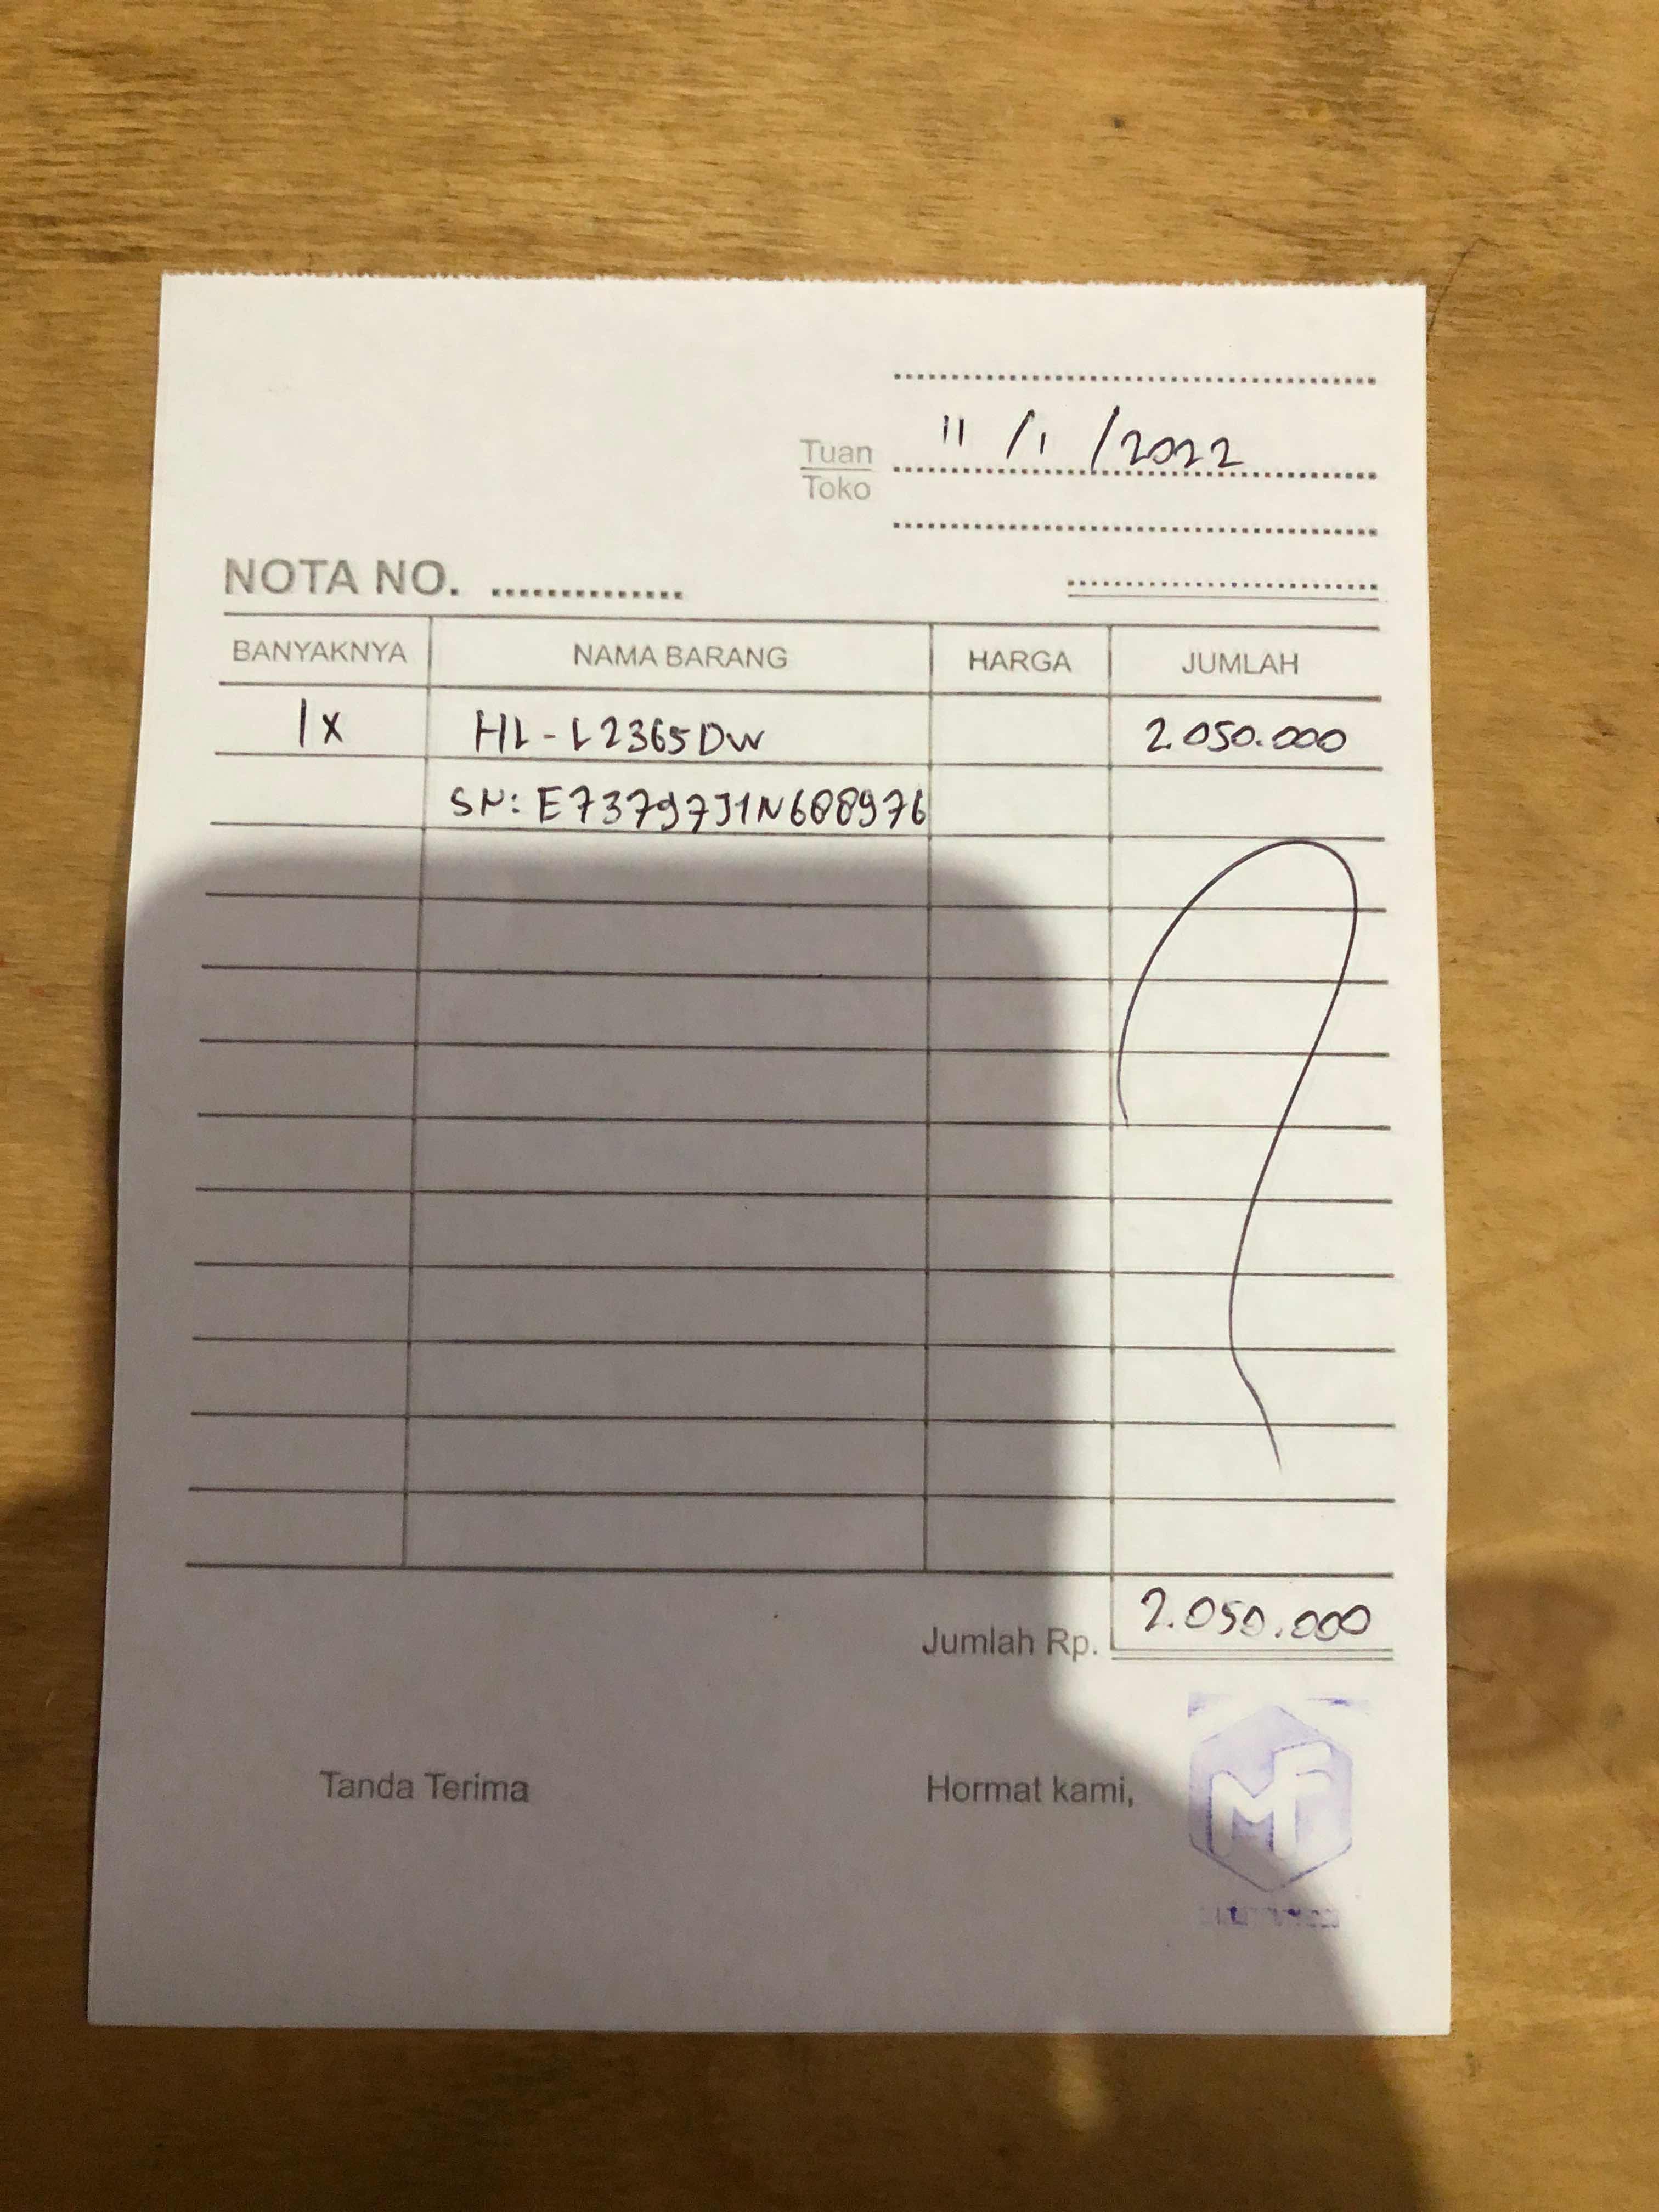 11/1/2022
Tuan
Toko
NOTA NO.
BANYAKNYA NAMA BARANG HARGA JUMLAH
1x HL-L2365DW 2.050.000
SN: E73797J1N688976
Jumlah Rp. 2.050.000
Tanda Terima Hormat kami,
MF